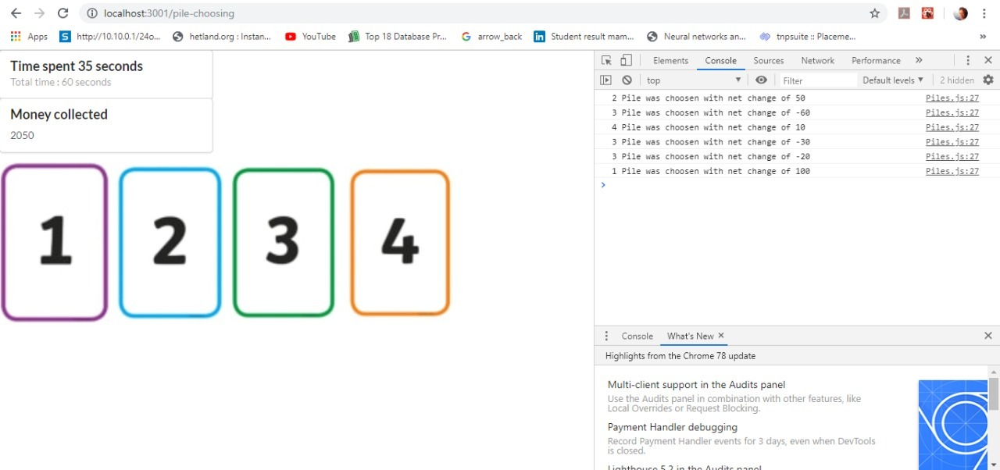 localhost:3001/pile-choosing
Apps http://10.10.0.1/24o... hetland.org : Instan... YouTube Top 18 Database Pr... arrow_back Student result mam... Neural networks an... tnpsuite :: Placeme... »
Time spent 35 seconds
Total time : 60 seconds
Money collected
2050
1 2 3 4
Elements Console Sources Network Performance »
top Filter Default levels ▼ 2 hidden
2 Pile was choosen with net change of 50 Piles.js:27
3 Pile was choosen with net change of -60 Piles.js:27
4 Pile was choosen with net change of 10 Piles.js:27
3 Pile was choosen with net change of -30 Piles.js:27
3 Pile was choosen with net change of -20 Piles.js:27
1 Pile was choosen with net change of 100 Piles.js:27
>
Console What's New ×
Highlights from the Chrome 78 update
Multi-client support in the Audits panel
Use the Audits panel in combination with other features, like
Local Overrides or Request Blocking.
Payment Handler debugging
Record Payment Handler events for 3 days, even when DevTools
is closed.
Lighthouse 5.2 in the Audits panel